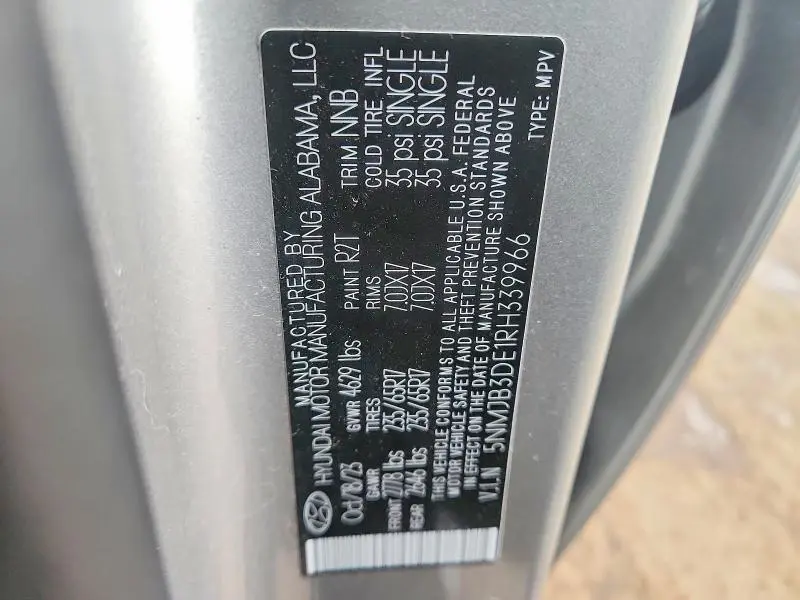 MANUFACTURED BY
HYUNDAI MOTOR MANUFACTURING ALABAMA, LLC
Oct/18/23 GVWR 4629 lbs PAINT R2T TRIM NNB
GAWR TIRES RIMS COLD TIRE INFL
FRONT 2778 lbs 235/65R17 7.0JX17 35 psi SINGLE
REAR 2646 lbs 235/65R17 7.0JX17 35 psi SINGLE
THIS VEHICLE CONFORMS TO ALL APPLICABLE U.S.A. FEDERAL
MOTOR VEHICLE SAFETY AND THEFT PREVENTION STANDARDS
IN EFFECT ON THE DATE OF MANUFACTURE SHOWN ABOVE
V.I.N 5NMJB3DE1RH339966 TYPE: MPV